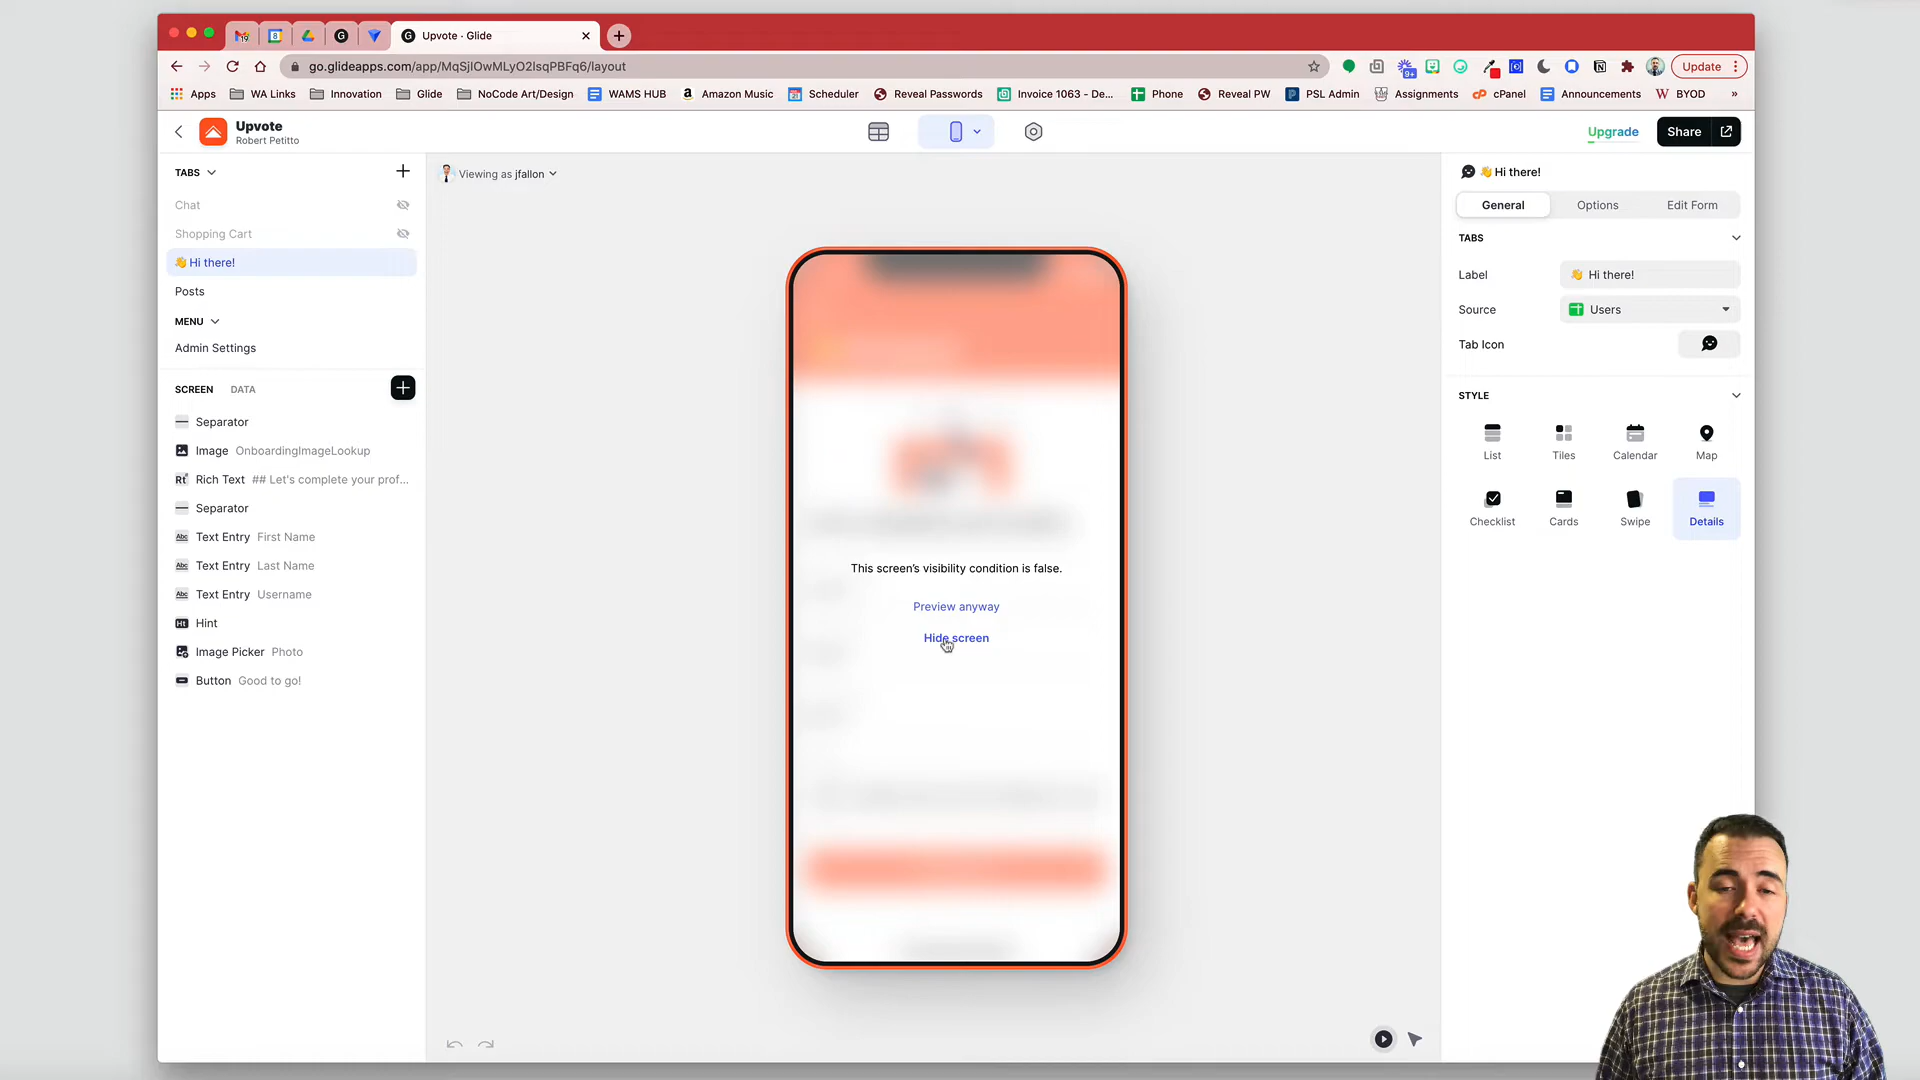 19
8
Upvote - Glide
go.glideapps.com/app/MqSjlOwMLyO2IsqPBFq6/layout
9+
Update
Apps
WA Links
Innovation
Glide
NoCode Art/Design
WAMS HUB
Amazon Music
Scheduler
Reveal Passwords
Invoice 1063 - De...
Phone
Reveal PW
PSL Admin
Assignments
cPanel
Announcements
BYOD
»
Upvote
Robert Petitto
Upgrade
Share
TABS
Chat
Shopping Cart
👋 Hi there!
Posts
MENU
Admin Settings
SCREEN DATA
Separator
Image OnboardingImageLookup
Rich Text ## Let's complete your prof...
Separator
Text Entry First Name
Text Entry Last Name
Text Entry Username
Hint
Image Picker Photo
Button Good to go!
Viewing as jfallon
This screen's visibility condition is false.
Preview anyway
Hide screen
👋 Hi there!
General Options Edit Form
TABS
Label 👋 Hi there!
Source Users
Tab Icon
STYLE
List Tiles Calendar Map
Checklist Cards Swipe Details